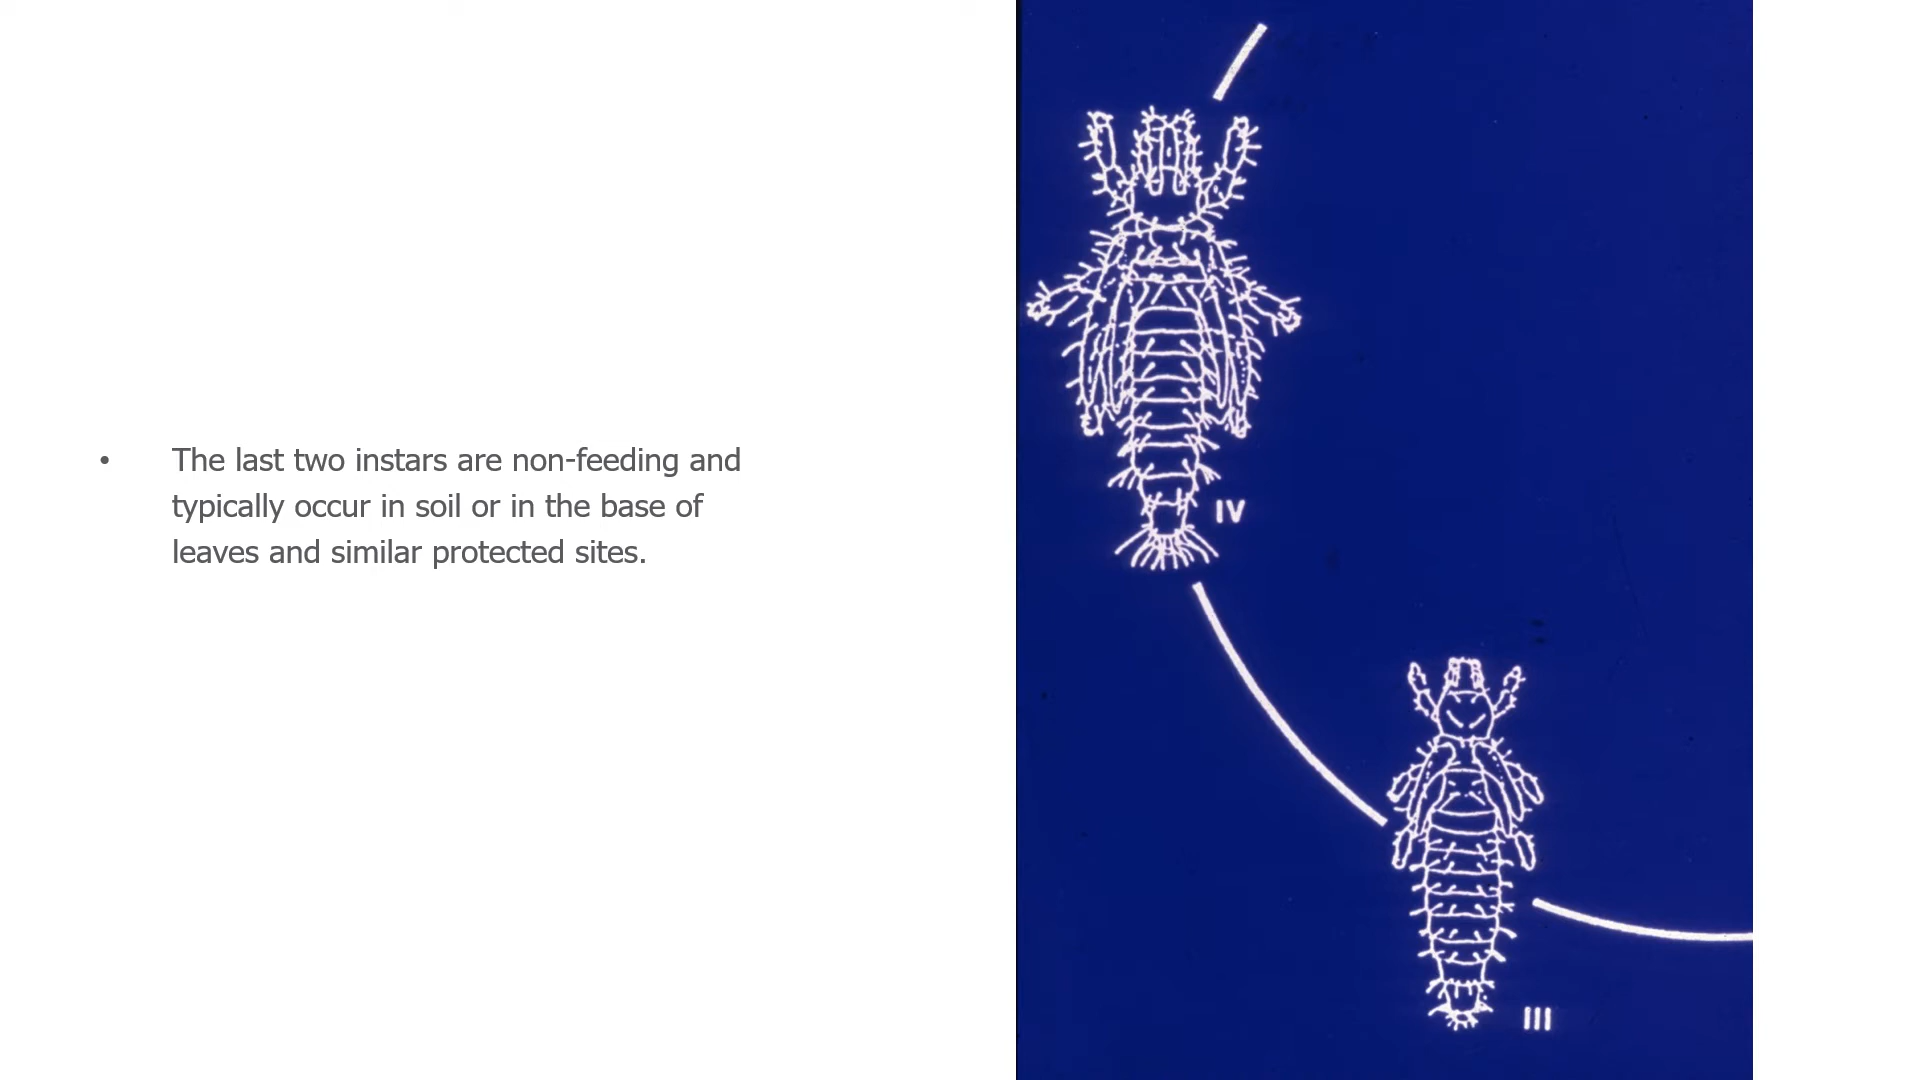 • The last two instars are non-feeding and
typically occur in soil or in the base of
leaves and similar protected sites.
IV
III